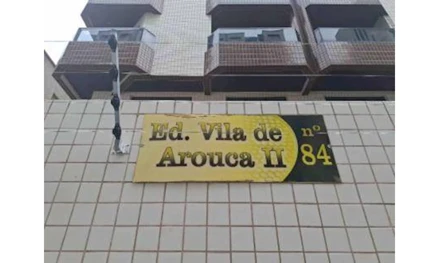 Ed. Vila de
Arouca II
nº
84